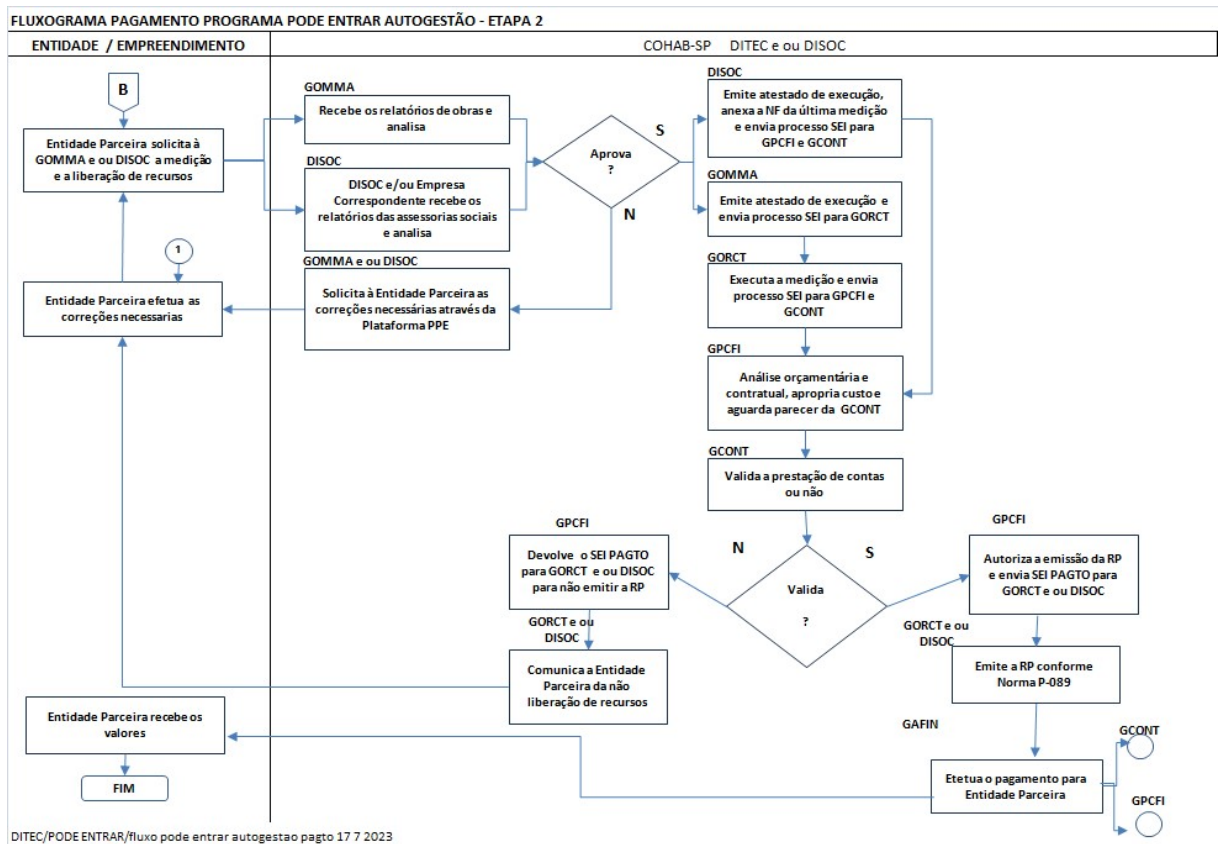 FLUXOGRAMA PAGAMENTO PROGRAMA PODE ENTRAR AUTOGESTÃO - ETAPA 2
ENTIDADE / EMPREENDIMENTO
COHAB-SP DITEC e ou DISOC
B
Entidade Parceira solicita à
GOMMA e ou DISOC a medição
e a liberação de recursos
GOMMA
Recebe os relatórios de obras e
analisa
DISOC
DISOC e/ou Empresa
Correspondente recebe os
relatórios das assessorias sociais
e analisa
Aprova
?
S
N
DISOC
Emite atestado de execução,
anexa a NF da última medição
e envia processo SEI para
GPCFI e GCONT
GOMMA
Emite atestado de execução e
envia processo SEI para GORCT
1
Entidade Parceira efetua as
correções necessarias
GOMMA e ou DISOC
Solicita à Entidade Parceira as
correções necessárias através da
Plataforma PPE
GORCT
Executa a medição e envia
processo SEI para GPCFI e
GCONT
GPCFI
Análise orçamentária e
contratual, apropria custo e
aguarda parecer da GCONT
GCONT
Valida a prestação de contas
ou não
Valida
?
N
S
GPCFI
Devolve o SEI PAGTO
para GORCT e ou DISOC
para não emitir a RP
GORCT e ou
DISOC
Comunica a Entidade
Parceira da não
liberação de recursos
GPCFI
Autoriza a emissão da RP
e envia SEI PAGTO para
GORCT e ou DISOC
GORCT e ou
DISOC
Emite a RP conforme
Norma P-089
GAFIN
Etetua o pagamento para
Entidade Parceira
GCONT
GPCFI
Entidade Parceira recebe os
valores
FIM
DITEC/PODE ENTRAR/fluxo pode entrar autogestao pagto 17 7 2023